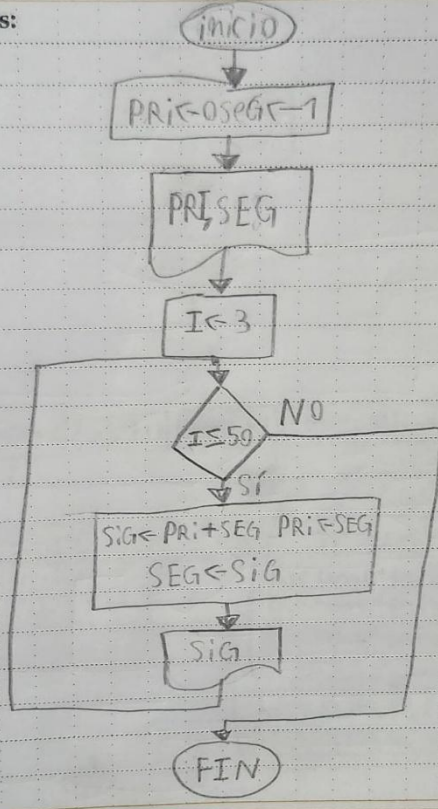 s:
inicio
PRi←0 SEG←1
PRI, SEG
I←3
I≤50
NO
Sí
SiG← PRi+SEG PRi←SEG
SEG←SiG
SiG
FIN